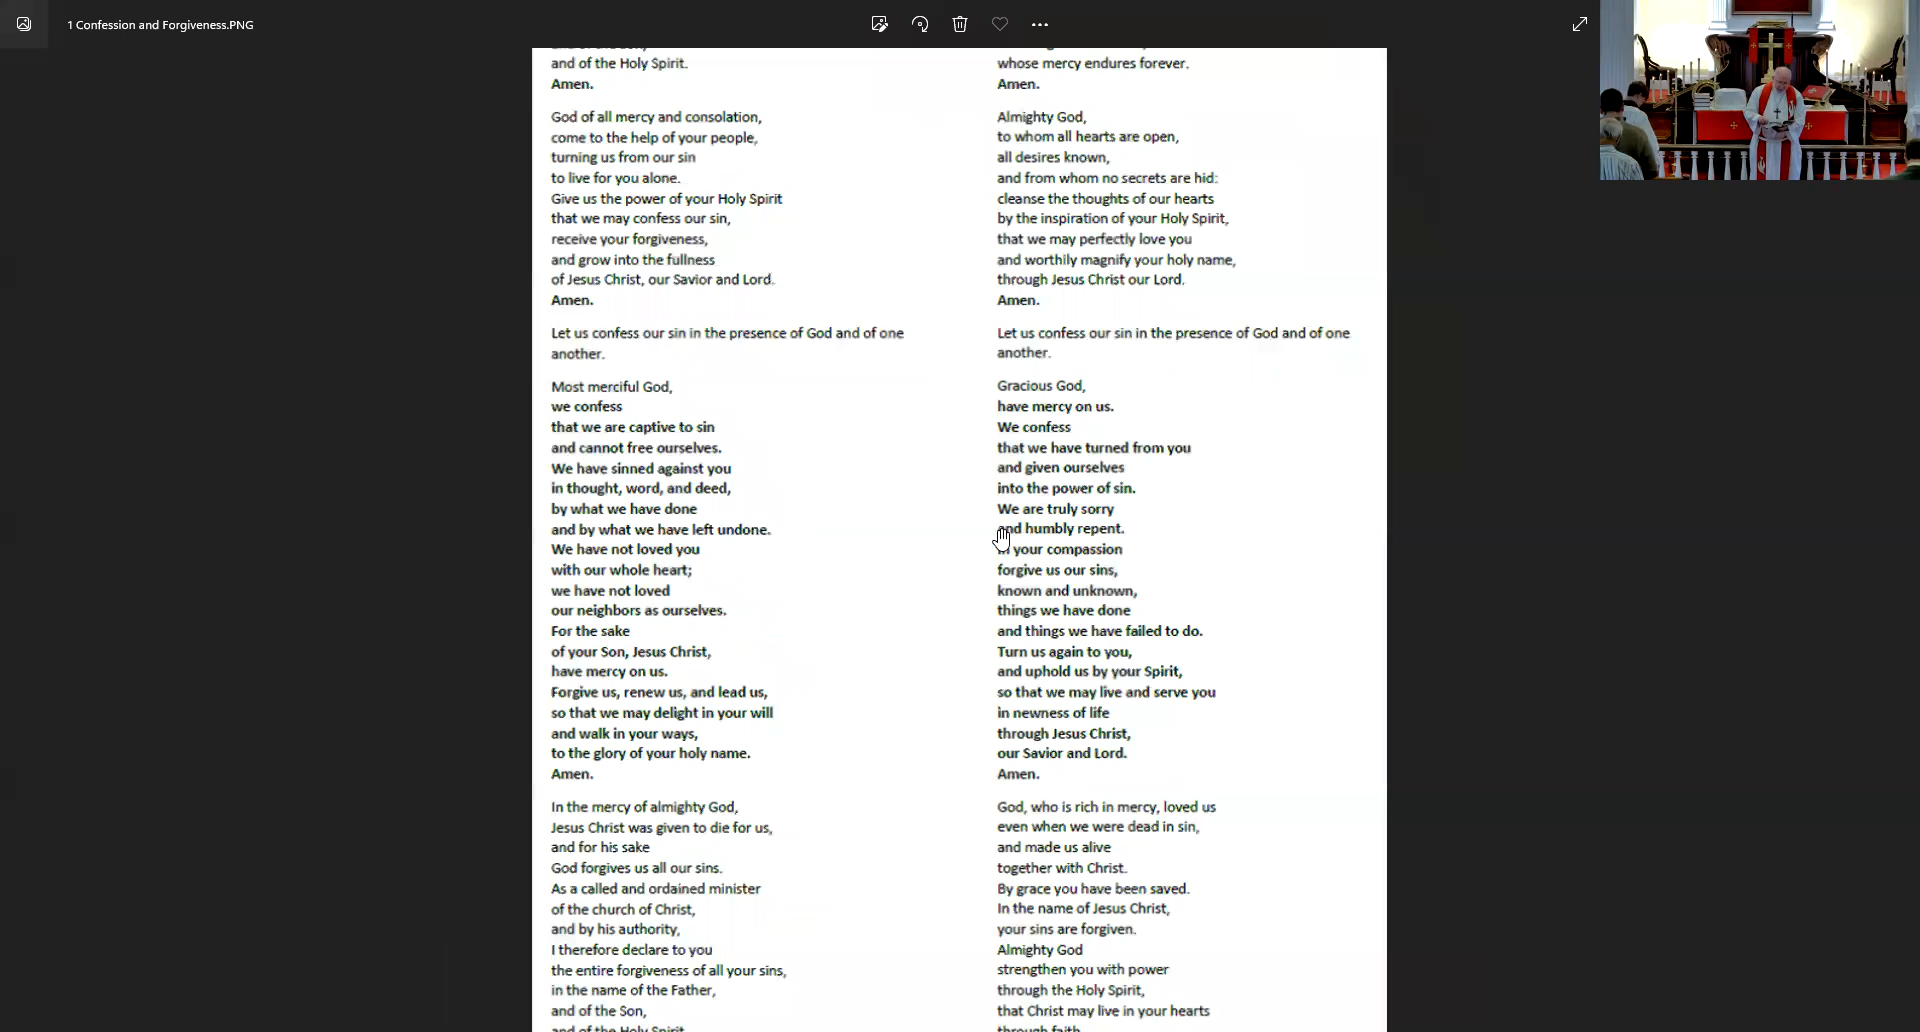 1 Confession and Forgiveness.PNG
and of the Holy Spirit.
Amen.
God of all mercy and consolation,
come to the help of your people,
turning us from our sin
to live for you alone.
Give us the power of your Holy Spirit
that we may confess our sin,
receive your forgiveness,
and grow into the fullness
of Jesus Christ, our Savior and Lord.
Amen.
Let us confess our sin in the presence of God and of one
another.
Most merciful God,
we confess
that we are captive to sin
and cannot free ourselves.
We have sinned against you
in thought, word, and deed,
by what we have done
and by what we have left undone.
We have not loved you
with our whole heart;
we have not loved
our neighbors as ourselves.
For the sake
of your Son, Jesus Christ,
have mercy on us.
Forgive us, renew us, and lead us,
so that we may delight in your will
and walk in your ways,
to the glory of your holy name.
Amen.
In the mercy of almighty God,
Jesus Christ was given to die for us,
and for his sake
God forgives us all our sins.
As a called and ordained minister
of the church of Christ,
and by his authority,
I therefore declare to you
the entire forgiveness of all your sins,
in the name of the Father,
and of the Son,
and of the Holy Spirit
whose mercy endures forever.
Amen.
Almighty God,
to whom all hearts are open,
all desires known,
and from whom no secrets are hid:
cleanse the thoughts of our hearts
by the inspiration of your Holy Spirit,
that we may perfectly love you
and worthily magnify your holy name,
through Jesus Christ our Lord.
Amen.
Let us confess our sin in the presence of God and of one
another.
Gracious God,
have mercy on us.
We confess
that we have turned from you
and given ourselves
into the power of sin.
We are truly sorry
and humbly repent.
In your compassion
forgive us our sins,
known and unknown,
things we have done
and things we have failed to do.
Turn us again to you,
and uphold us by your Spirit,
so that we may live and serve you
in newness of life
through Jesus Christ,
our Savior and Lord.
Amen.
God, who is rich in mercy, loved us
even when we were dead in sin,
and made us alive
together with Christ.
By grace you have been saved.
In the name of Jesus Christ,
your sins are forgiven.
Almighty God
strengthen you with power
through the Holy Spirit,
that Christ may live in your hearts
through faith